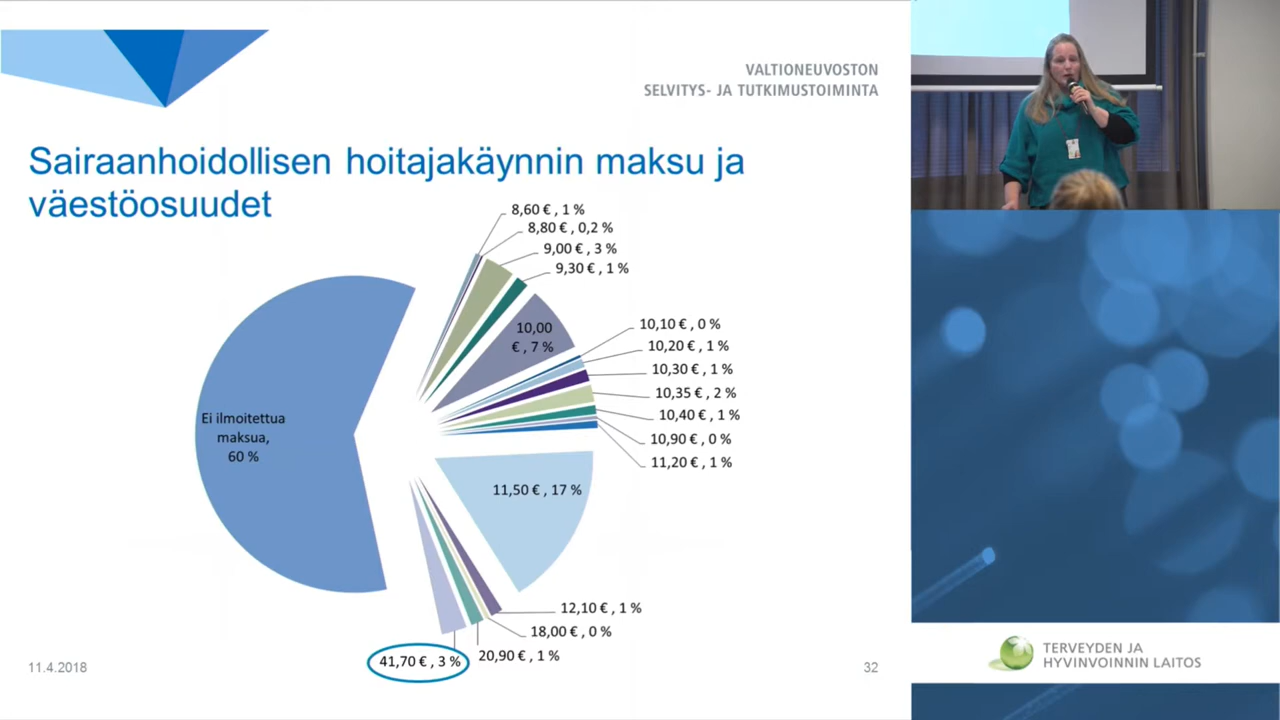 VALTIONEUVOSTON
SELVITYS- JA TUTKIMUSTOIMINTA
Sairaanhoidollisen hoitajakäynnin maksu ja
väestöosuudet
8,60 € , 1 %
8,80 € , 0,2 %
9,00 € , 3 %
9,30 € , 1 %
10,00
€ , 7 %
10,10 € , 0 %
10,20 € , 1 %
10,30 € , 1 %
10,35 € , 2 %
10,40 € , 1 %
10,90 € , 0 %
11,20 € , 1 %
Ei ilmoitettua
maksua,
60 %
11,50 € , 17 %
12,10 € , 1 %
18,00 € , 0 %
20,90 € , 1 %
41,70 € , 3 %
11.4.2018
32
TERVEYDEN JA
HYVINVOINNIN LAITOS